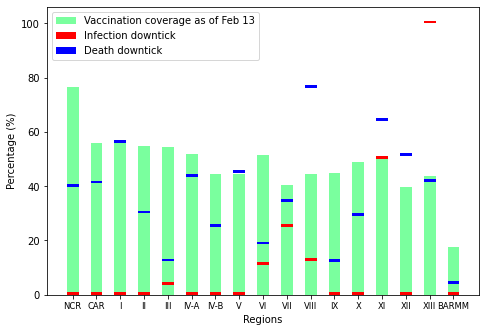 Vaccination coverage as of Feb 13
Infection downtick
Death downtick
Percentage (%)
100
80
60
40
20
0
NCR CAR I II III IV-A IV-B V VI VII VIII IX X XI XII XIII BARMM
Regions